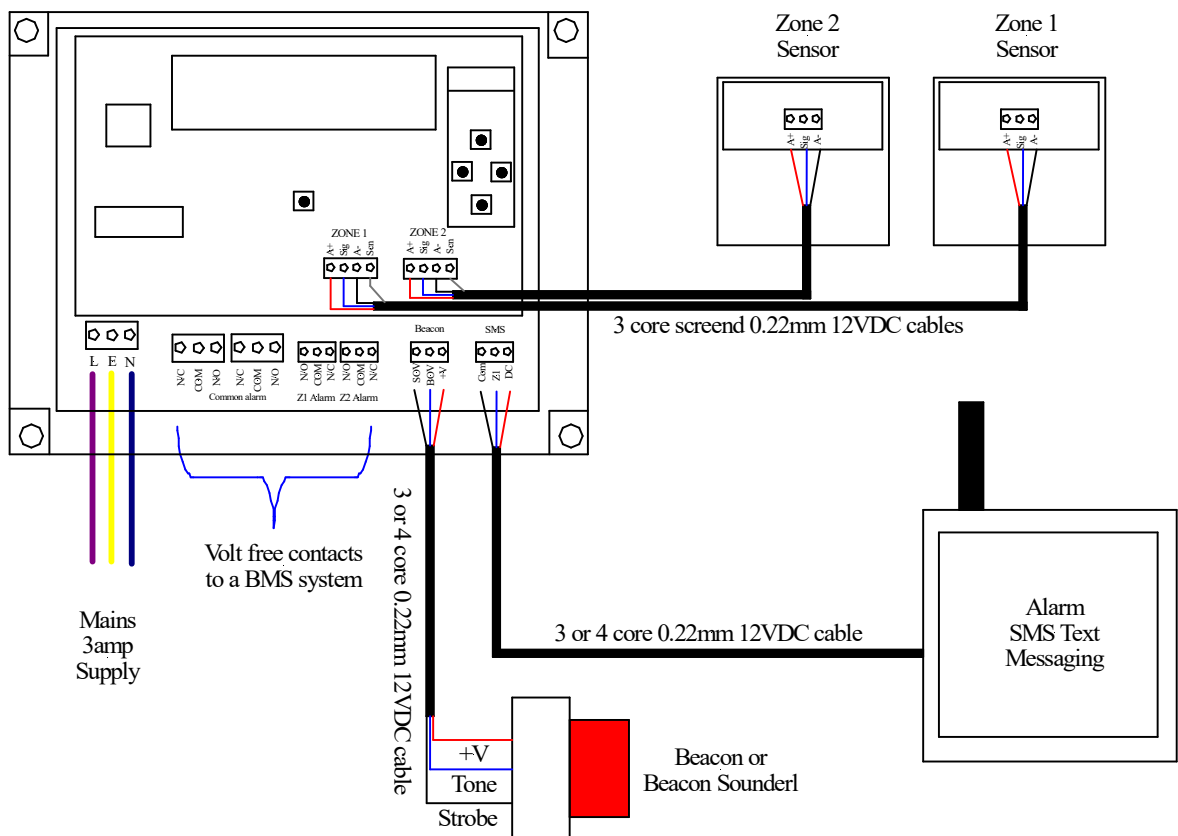 Zone 2
Sensor
Zone 1
Sensor
A+
Sig
A-
A+
Sig
A-
ZONE 1
ZONE 2
A+
Sig
A-
Sen
A+
Sig
A-
Sen
3 core screend 0.22mm 12VDC cables
L E N
N/C
COM
N/O
N/C
COM
N/O
Common alarm
N/O
COM
N/C
Z1 Alarm
N/O
COM
N/C
Z2 Alarm
Beacon
SOV
BOV
+V
SMS
Com
Z1
DC
Volt free contacts
to a BMS system
Mains
3amp
Supply
3 or 4 core 0.22mm 12VDC cable
3 or 4 core 0.22mm 12VDC cable
Alarm
SMS Text
Messaging
+V
Tone
Strobe
Beacon or
Beacon Sounderl